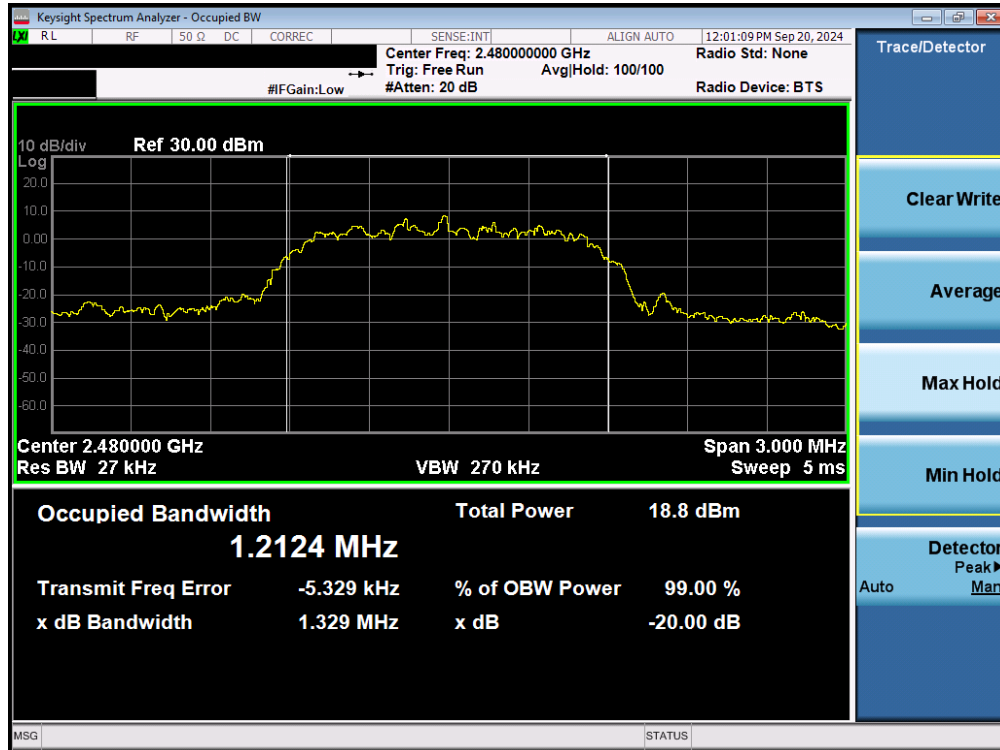 Keysight Spectrum Analyzer - Occupied BW
LXI RL RF 50 Ω DC CORREC SENSE:INT ALIGN AUTO 12:01:09 PM Sep 20, 2024
Center Freq: 2.480000000 GHz Radio Std: None
Trig: Free Run Avg|Hold: 100/100
#IFGain:Low #Atten: 20 dB Radio Device: BTS
Trace/Detector
10 dB/div Ref 30.00 dBm
Log
20.0
10.0
0.00
-10.0
-20.0
-30.0
-40.0
-50.0
-60.0
Center 2.480000 GHz Span 3.000 MHz
Res BW 27 kHz VBW 270 kHz Sweep 5 ms
Occupied Bandwidth Total Power 18.8 dBm
1.2124 MHz
Transmit Freq Error -5.329 kHz % of OBW Power 99.00 %
x dB Bandwidth 1.329 MHz x dB -20.00 dB
Clear Write
Average
Max Hold
Min Hold
Detector
Peak
Auto Man
MSG STATUS